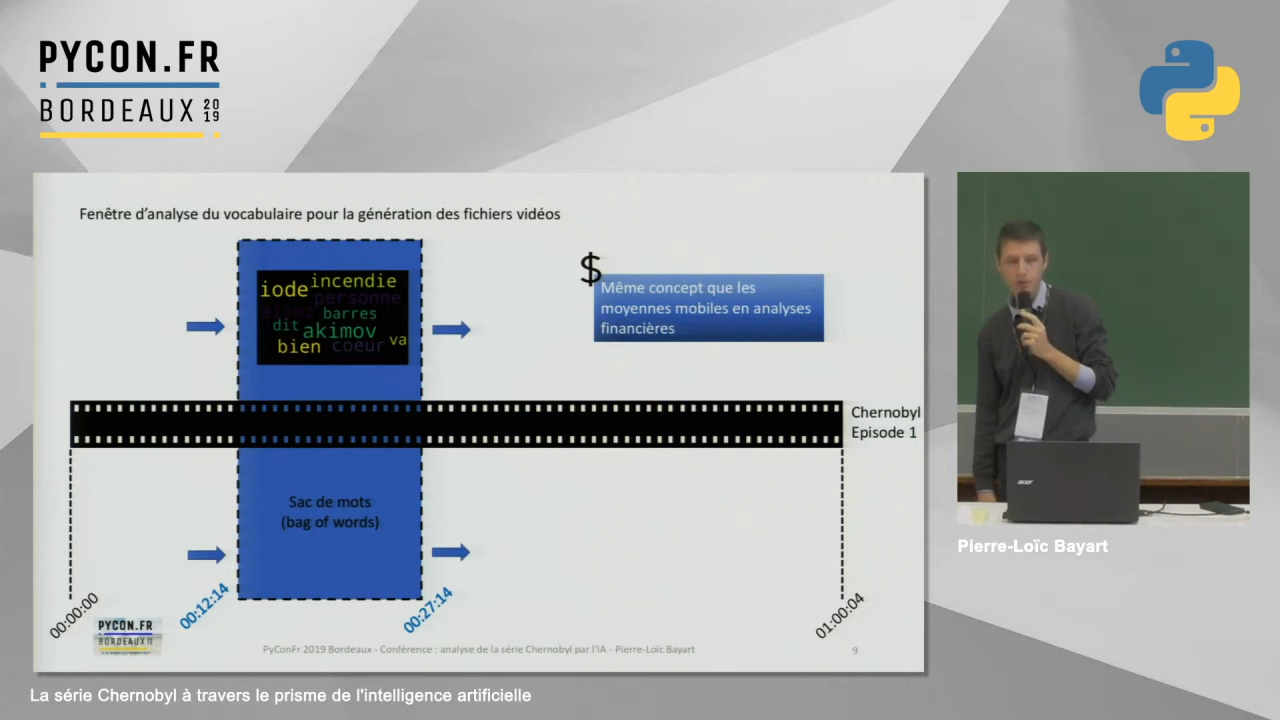 PYCON.FR
BORDEAUX 2019
Fenêtre d'analyse du vocabulaire pour la génération des fichiers vidéos
iode incendie
personne
barres
dit akimov
va
bien coeur
$
Même concept que les
moyennes mobiles en analyses
financières
Chernobyl
Episode 1
Sac de mots
(bag of words)
00:00:00
00:12:14
00:27:14
01:00:04
PYCON.FR
BORDEAUX
PyConFr 2019 Bordeaux - Conférence : analyse de la série Chernobyl par l'IA - Pierre-Loïc Bayart
9
acer
Pierre-Loïc Bayart
La série Chernobyl à travers le prisme de l'intelligence artificielle